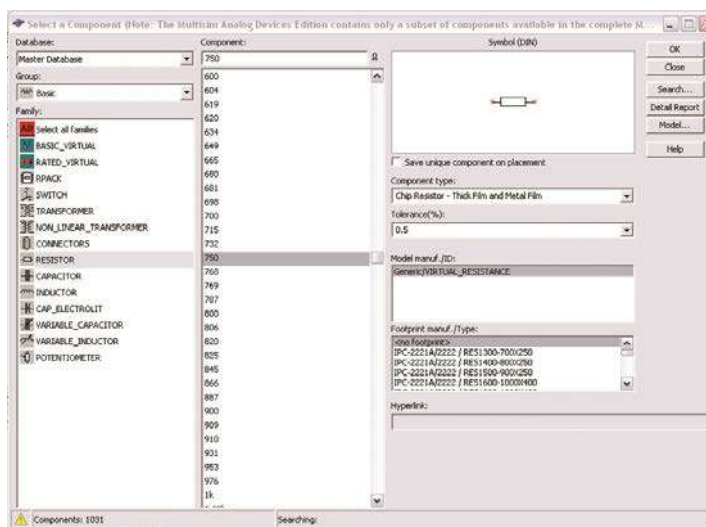 Select a Component (Note: The Multisim Analog Devices Edition contains only a subset of components available in the complete M...
Database:
Master Database
Group:
Basic
Family:
Select all families
BASIC_VIRTUAL
RATED_VIRTUAL
RPACK
SWITCH
TRANSFORMER
NON_LINEAR_TRANSFORMER
CONNECTORS
RESISTOR
CAPACITOR
INDUCTOR
CAP_ELECTROLIT
VARIABLE_CAPACITOR
VARIABLE_INDUCTOR
POTENTIOMETER
Component:
750 Ω
600
604
619
620
634
649
665
680
681
698
700
715
732
750
768
769
787
800
806
820
825
845
866
887
900
909
910
931
953
976
1k
Symbol (DIN)
Save unique component on placement
Component type:
Chip Resistor - Thick Film and Metal Film
Tolerance(%):
0.5
Model manuf./ID:
Generic/VIRTUAL_RESISTANCE
Footprint manuf./Type:
<no footprint>
IPC-2221A/2222 / RES1300-700X250
IPC-2221A/2222 / RES1400-800X250
IPC-2221A/2222 / RES1500-900X250
IPC-2221A/2222 / RES1600-1000X400
Hyperlink:
OK
Close
Search...
Detail Report
Model...
Help
Components: 1031
Searching: